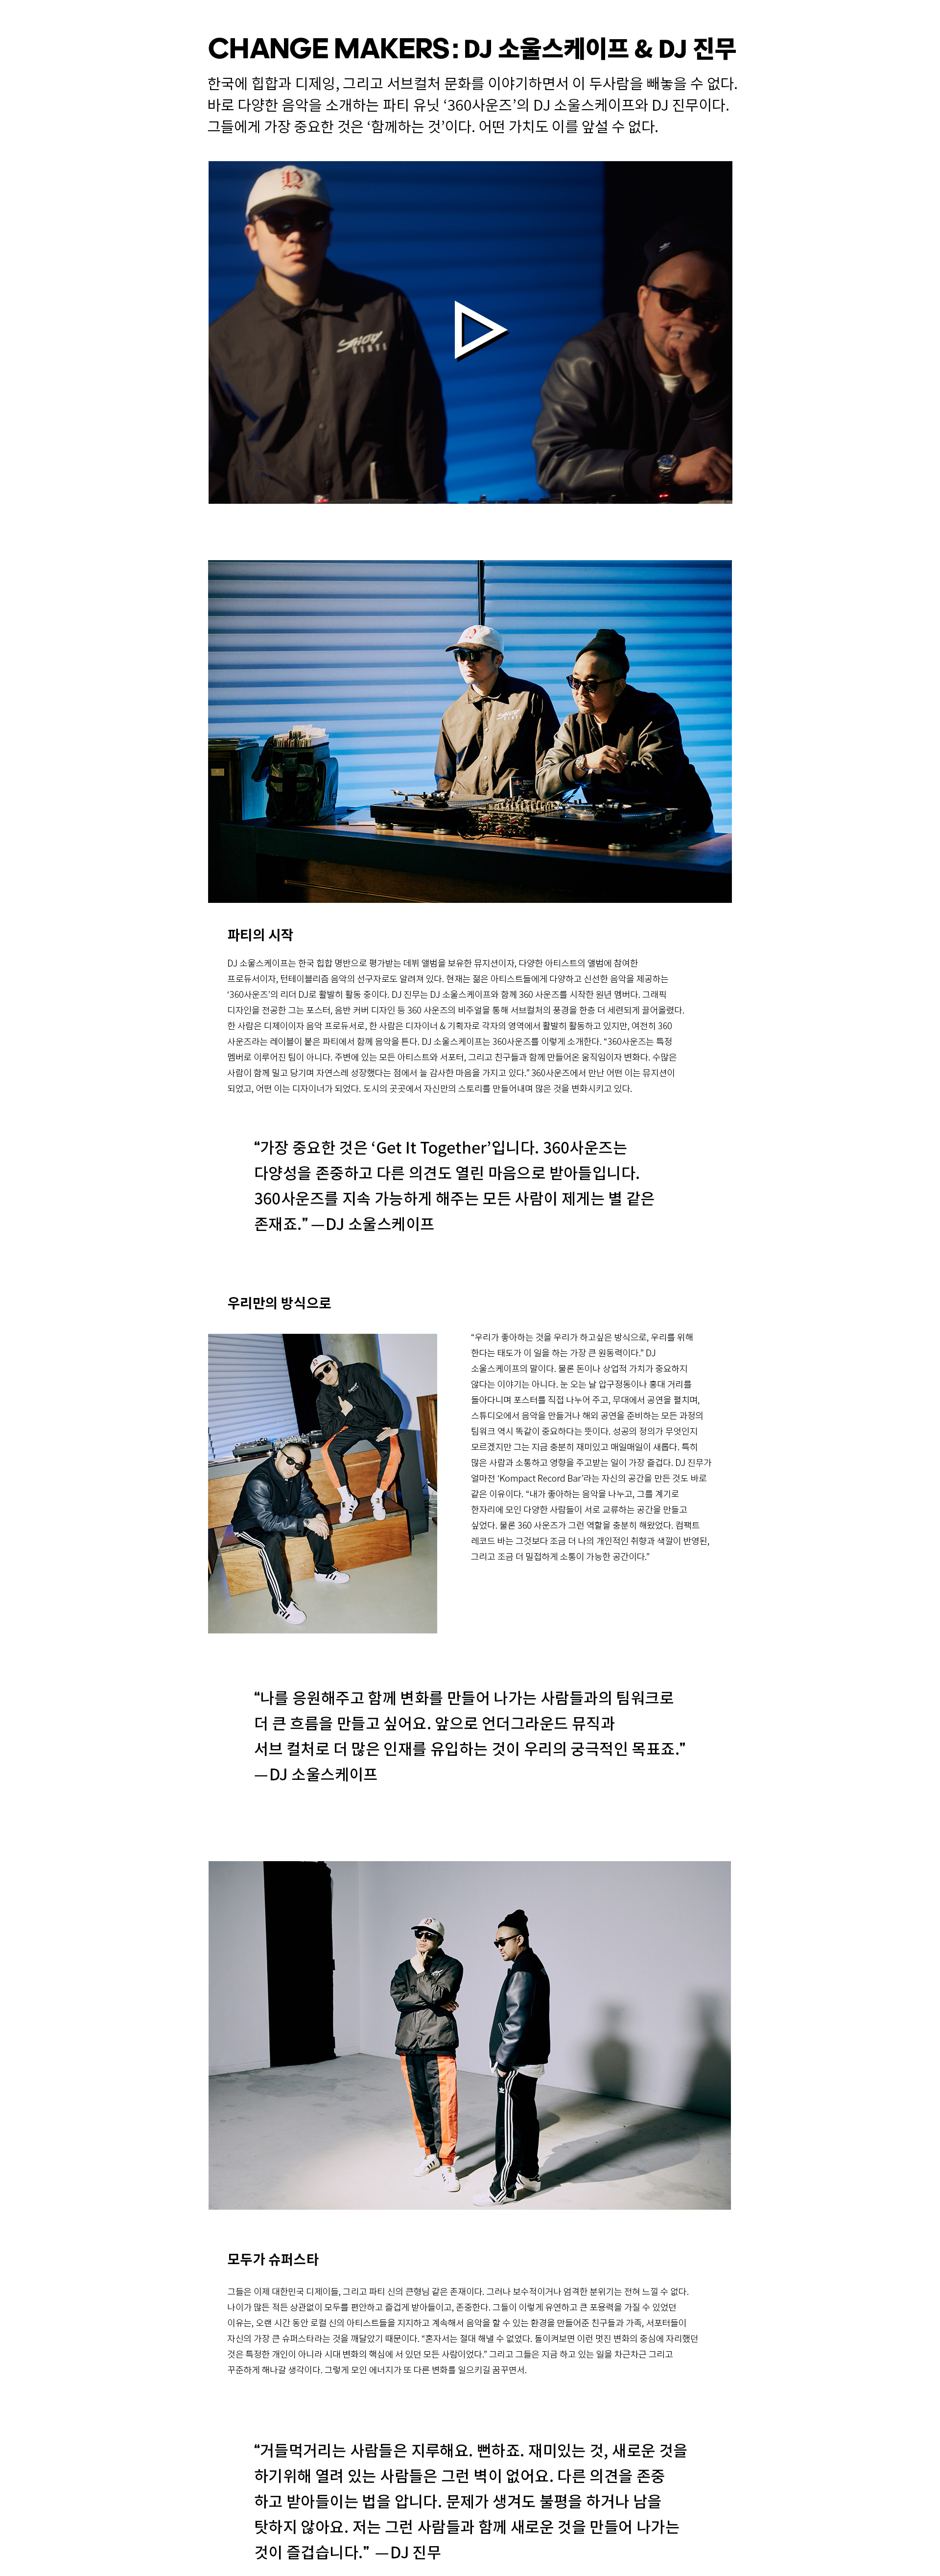 CHANGE MAKERS : DJ 소울스케이프 & DJ 진무
한국에 힙합과 디제잉, 그리고 서브컬처 문화를 이야기하면서 이 두사람을 빼놓을 수 없다.
바로 다양한 음악을 소개하는 파티 유닛 ‘360사운즈’의 DJ 소울스케이프와 DJ 진무이다.
그들에게 가장 중요한 것은 ‘함께하는 것’이다. 어떤 가치도 이를 앞설 수 없다.
VINYL
파티의 시작
DJ 소울스케이프는 한국 힙합 명반으로 평가받는 데뷔 앨범을 보유한 뮤지션이자, 다양한 아티스트의 앨범에 참여한
프로듀서이자, 턴테이블리즘 음악의 선구자로도 알려져 있다. 현재는 젊은 아티스트들에게 다양하고 신선한 음악을 제공하는
‘360사운즈’의 리더 DJ로 활발히 활동 중이다. DJ 진무는 DJ 소울스케이프와 함께 360 사운즈를 시작한 원년 멤버다. 그래픽
디자인을 전공한 그는 포스터, 음반 커버 디자인 등 360 사운즈의 비주얼을 통해 서브컬처의 풍경을 한층 더 세련되게 끌어올렸다.
한 사람은 디제이이자 음악 프로듀서로, 한 사람은 디자이너 & 기획자로 각자의 영역에서 활발히 활동하고 있지만, 여전히 360
사운즈라는 레이블이 붙은 파티에서 함께 음악을 튼다. DJ 소울스케이프는 360사운즈를 이렇게 소개한다. “360사운즈는 특정
멤버로 이루어진 팀이 아니다. 주변에 있는 모든 아티스트와 서포터, 그리고 친구들과 함께 만들어온 움직임이자 변화다. 수많은
사람이 함께 밀고 당기며 자연스레 성장했다는 점에서 늘 감사한 마음을 가지고 있다.” 360사운즈에서 만난 어떤 이는 뮤지션이
되었고, 어떤 이는 디자이너가 되었다. 도시의 곳곳에서 자신만의 스토리를 만들어내며 많은 것을 변화시키고 있다.
“가장 중요한 것은 ‘Get It Together’입니다. 360사운즈는
다양성을 존중하고 다른 의견도 열린 마음으로 받아들입니다.
360사운즈를 지속 가능하게 해주는 모든 사람이 제게는 별 같은
존재죠.” —DJ 소울스케이프
우리만의 방식으로
“우리가 좋아하는 것을 우리가 하고싶은 방식으로, 우리를 위해
한다는 태도가 이 일을 하는 가장 큰 원동력이다.” DJ
소울스케이프의 말이다. 물론 돈이나 상업적 가치가 중요하지
않다는 이야기는 아니다. 눈 오는 날 압구정동이나 홍대 거리를
돌아다니며 포스터를 직접 나누어 주고, 무대에서 공연을 펼치며,
스튜디오에서 음악을 만들거나 해외 공연을 준비하는 모든 과정의
팀워크 역시 똑같이 중요하다는 뜻이다. 성공의 정의가 무엇인지
모르겠지만 그는 지금 충분히 재미있고 매일매일이 새롭다. 특히
많은 사람과 소통하고 영향을 주고받는 일이 가장 즐겁다. DJ 진무가
얼마전 ‘Kompact Record Bar’라는 자신의 공간을 만든 것도 바로
같은 이유이다. “내가 좋아하는 음악을 나누고, 그를 계기로
한자리에 모인 다양한 사람들이 서로 교류하는 공간을 만들고
싶었다. 물론 360 사운즈가 그런 역할을 충분히 해왔었다. 컴팩트
레코드 바는 그것보다 조금 더 나의 개인적인 취향과 색깔이 반영된,
그리고 조금 더 밀접하게 소통이 가능한 공간이다.”
“나를 응원해주고 함께 변화를 만들어 나가는 사람들과의 팀워크로
더 큰 흐름을 만들고 싶어요. 앞으로 언더그라운드 뮤직과
서브 컬처로 더 많은 인재를 유입하는 것이 우리의 궁극적인 목표죠.”
—DJ 소울스케이프
모두가 슈퍼스타
그들은 이제 대한민국 디제이들, 그리고 파티 신의 큰형님 같은 존재이다. 그러나 보수적이거나 엄격한 분위기는 전혀 느낄 수 없다.
나이가 많든 적든 상관없이 모두를 편안하고 즐겁게 받아들이고, 존중한다. 그들이 이렇게 유연하고 큰 포용력을 가질 수 있었던
이유는, 오랜 시간 동안 로컬 신의 아티스트들을 지지하고 계속해서 음악을 할 수 있는 환경을 만들어준 친구들과 가족, 서포터들이
자신의 가장 큰 슈퍼스타라는 것을 깨달았기 때문이다. “혼자서는 절대 해낼 수 없었다. 돌이켜보면 이런 멋진 변화의 중심에 자리했던
것은 특정한 개인이 아니라 시대 변화의 핵심에 서 있던 모든 사람이었다.” 그리고 그들은 지금 하고 있는 일을 차근차근 그리고
꾸준하게 해나갈 생각이다. 그렇게 모인 에너지가 또 다른 변화를 일으키길 꿈꾸면서.
“거들먹거리는 사람들은 지루해요. 뻔하죠. 재미있는 것, 새로운 것을
하기위해 열려 있는 사람들은 그런 벽이 없어요. 다른 의견을 존중
하고 받아들이는 법을 압니다. 문제가 생겨도 불평을 하거나 남을
탓하지 않아요. 저는 그런 사람들과 함께 새로운 것을 만들어 나가는
것이 즐겁습니다.” —DJ 진무